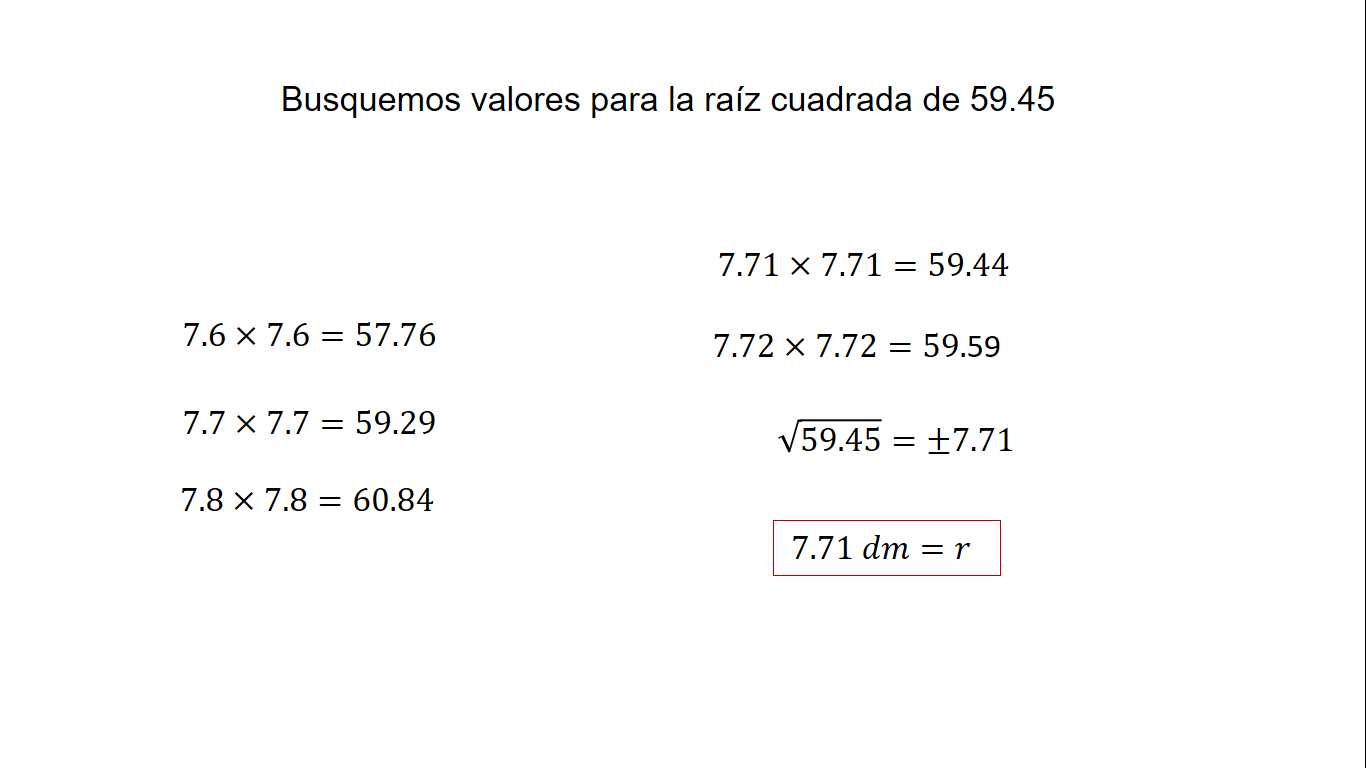 Busquemos valores para la raíz cuadrada de 59.45
7.6 × 7.6 = 57.76
7.7 × 7.7 = 59.29
7.8 × 7.8 = 60.84
7.71 × 7.71 = 59.44
7.72 × 7.72 = 59.59
√59.45 = ±7.71
7.71 dm = r